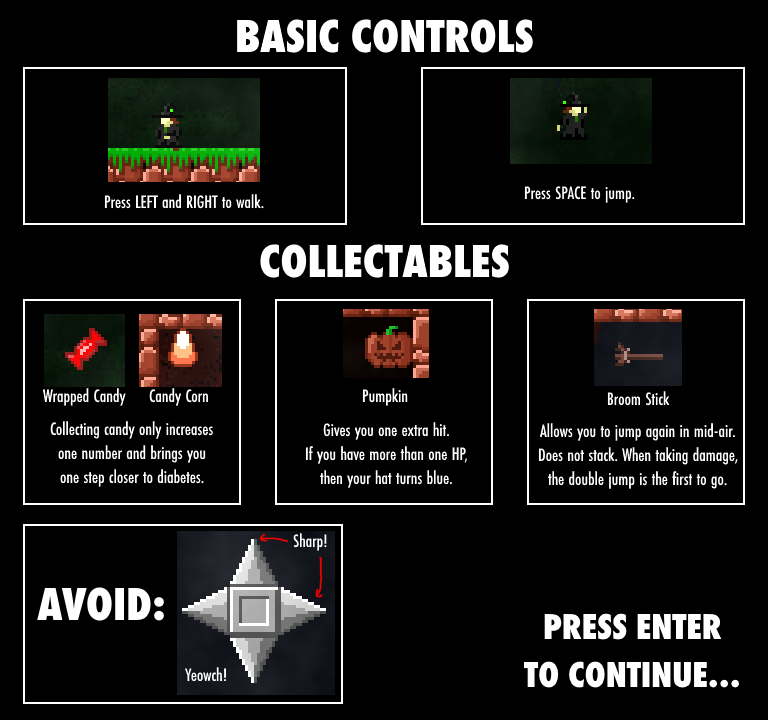 BASIC CONTROLS
Press LEFT and RIGHT to walk.
Press SPACE to jump.
COLLECTABLES
Wrapped Candy
Candy Corn
Collecting candy only increases
one number and brings you
one step closer to diabetes.
Pumpkin
Gives you one extra hit.
If you have more than one HP,
then your hat turns blue.
Broom Stick
Allows you to jump again in mid-air.
Does not stack. When taking damage,
the double jump is the first to go.
AVOID:
Sharp!
Yeowch!
PRESS ENTER
TO CONTINUE...